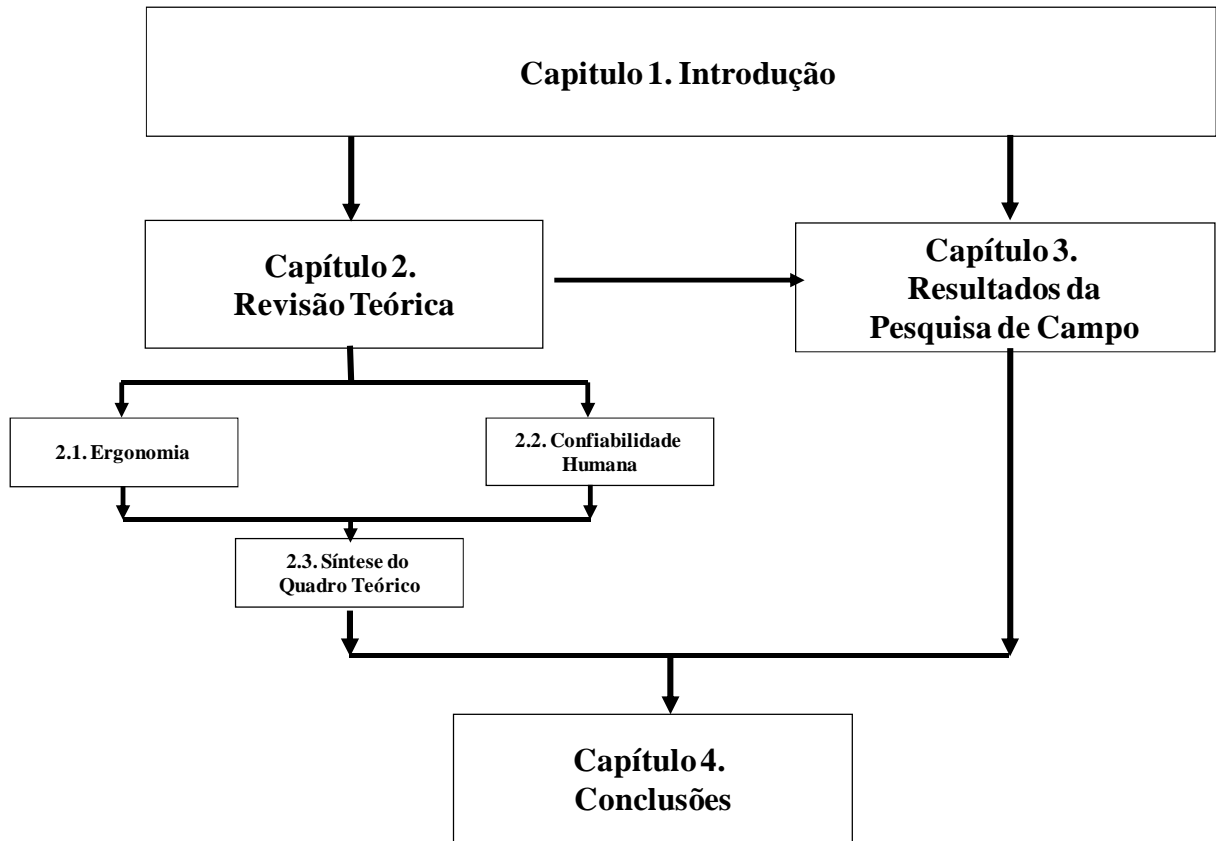 Capitulo 1. Introdução
Capítulo 2.
Revisão Teórica
Capítulo 3.
Resultados da
Pesquisa de Campo
2.1. Ergonomia
2.2. Confiabilidade
Humana
2.3. Síntese do
Quadro Teórico
Capítulo 4.
Conclusões